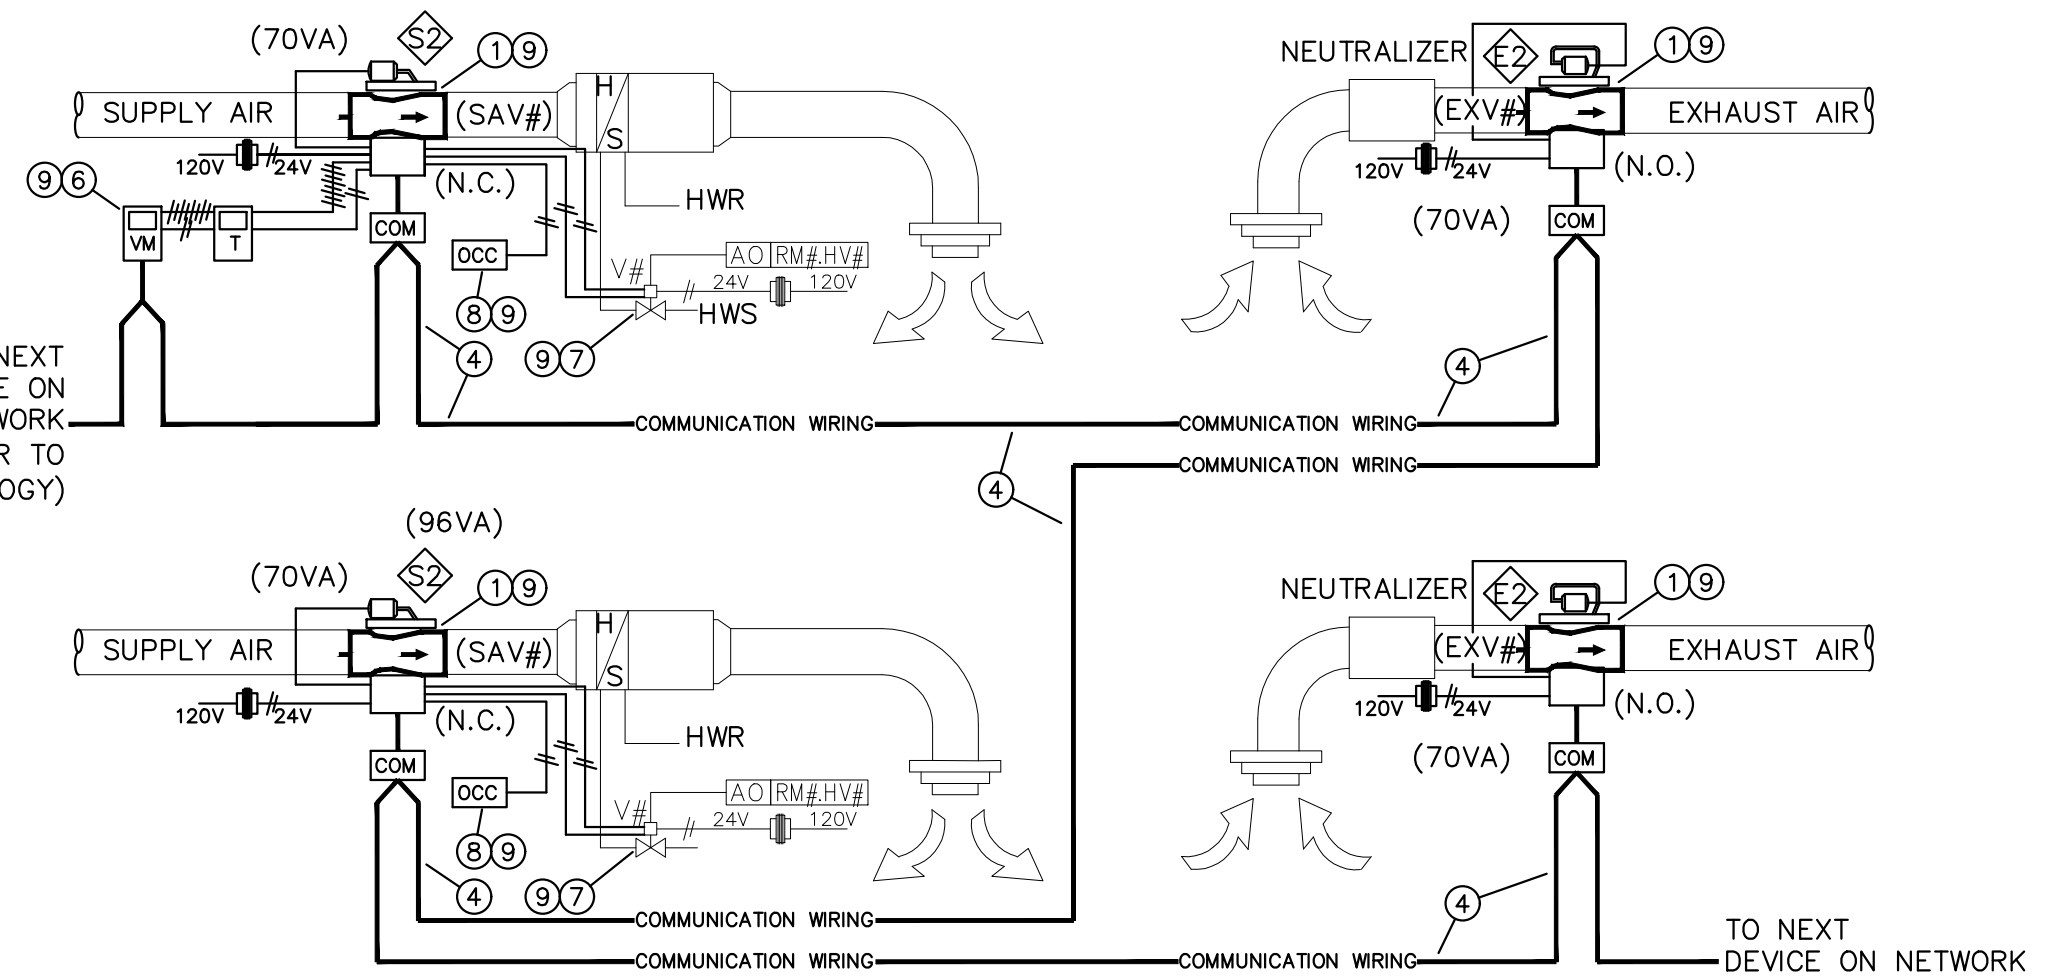 (70VA)
S2
1 9
SUPPLY AIR
(SAV#)
H
S
120V
24V
(N.C.)
HWR
9 6
VM
T
COM
OCC
8 9
V#
AO RM#.HV#
24V
120V
HWS
9 7
4
NEUTRALIZER
E2
1 9
(EXV#)
EXHAUST AIR
120V
24V
(N.O.)
(70VA)
COM
4
NEXT
ON
WORK
TO
OGY)
COMMUNICATION WIRING
COMMUNICATION WIRING
COMMUNICATION WIRING
4
(96VA)
(70VA)
S2
1 9
SUPPLY AIR
(SAV#)
H
S
120V
24V
(N.C.)
HWR
COM
OCC
8 9
V#
AO RM#.HV#
24V
120V
9 7
4
NEUTRALIZER
E2
1 9
(EXV#)
EXHAUST AIR
120V
24V
(N.O.)
(70VA)
COM
4
COMMUNICATION WIRING
COMMUNICATION WIRING
COMMUNICATION WIRING
TO NEXT
DEVICE ON NETWORK